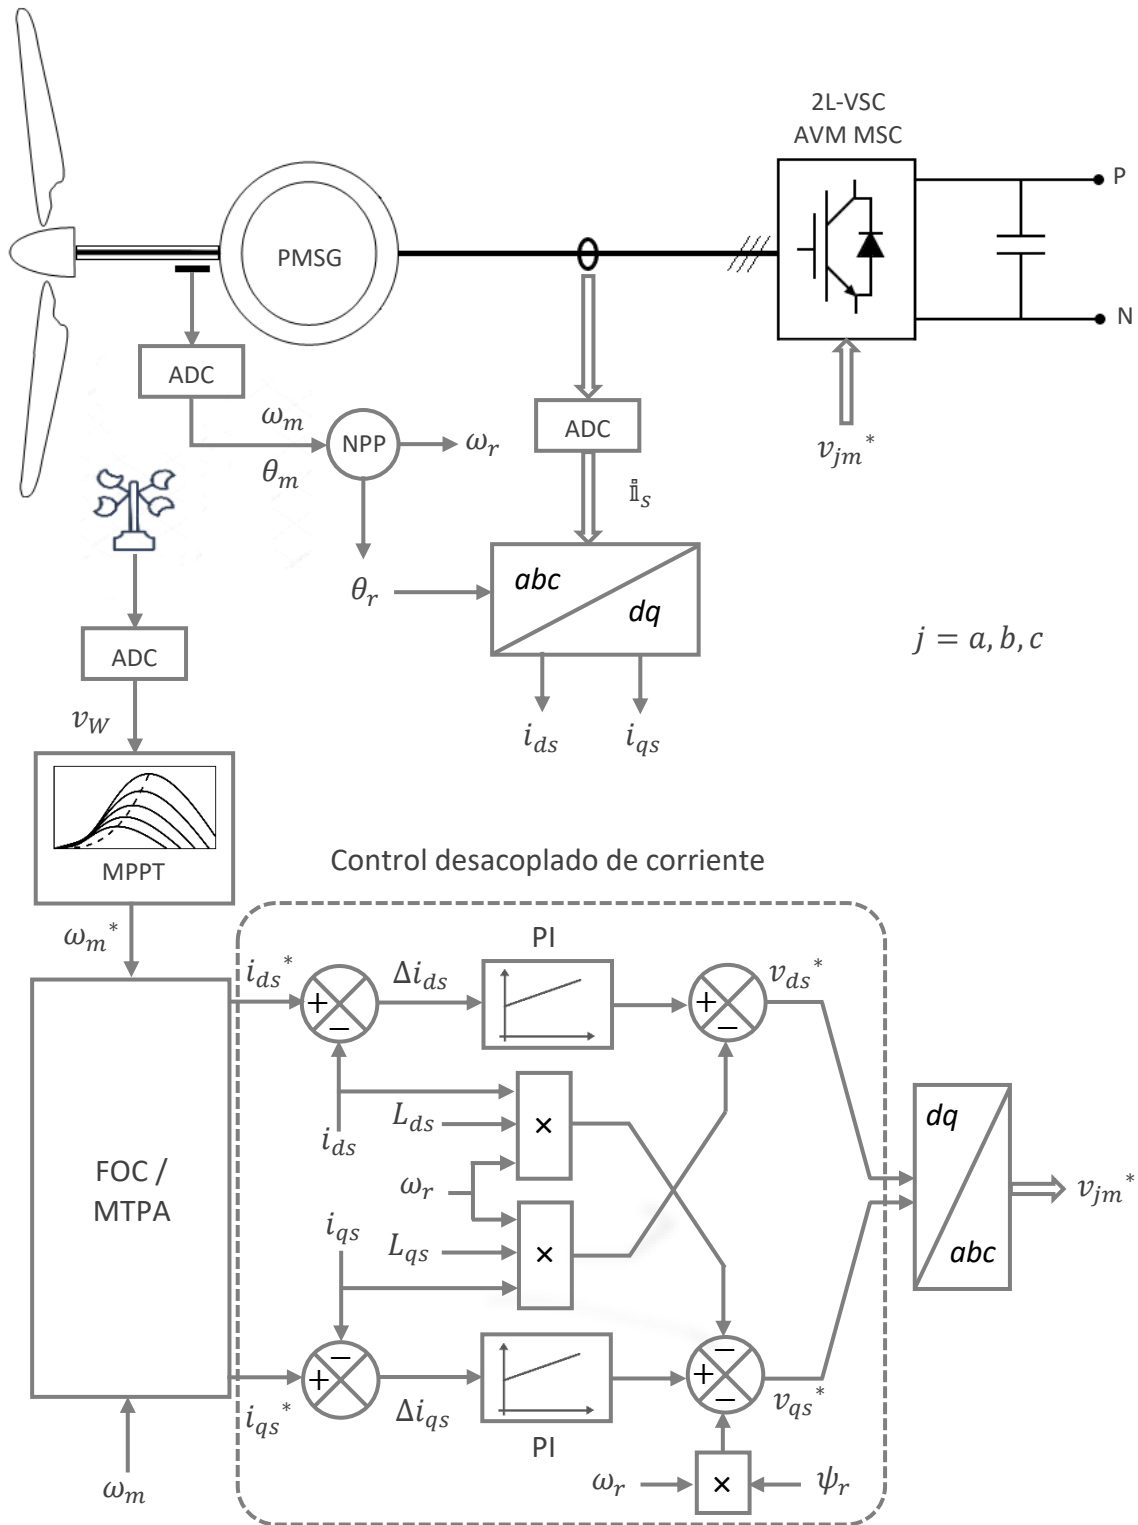 2L-VSC
AVM MSC
P
PMSG
N
ADC
ω_m
NPP
ω_r
ADC
v_jm*
θ_m
𝕚_s
abc
θ_r
dq
j = a, b, c
ADC
v_W
i_ds
i_qs
MPPT
Control desacoplado de corriente
ω_m*
PI
i_ds*
Δi_ds
v_ds*
+
−
+
−
i_ds
L_ds
×
dq
FOC /
MTPA
ω_r
v_jm*
i_qs
L_qs
×
abc
−
+
−
+
−
i_qs*
Δi_qs
PI
v_qs*
ω_m
ω_r
×
ψ_r